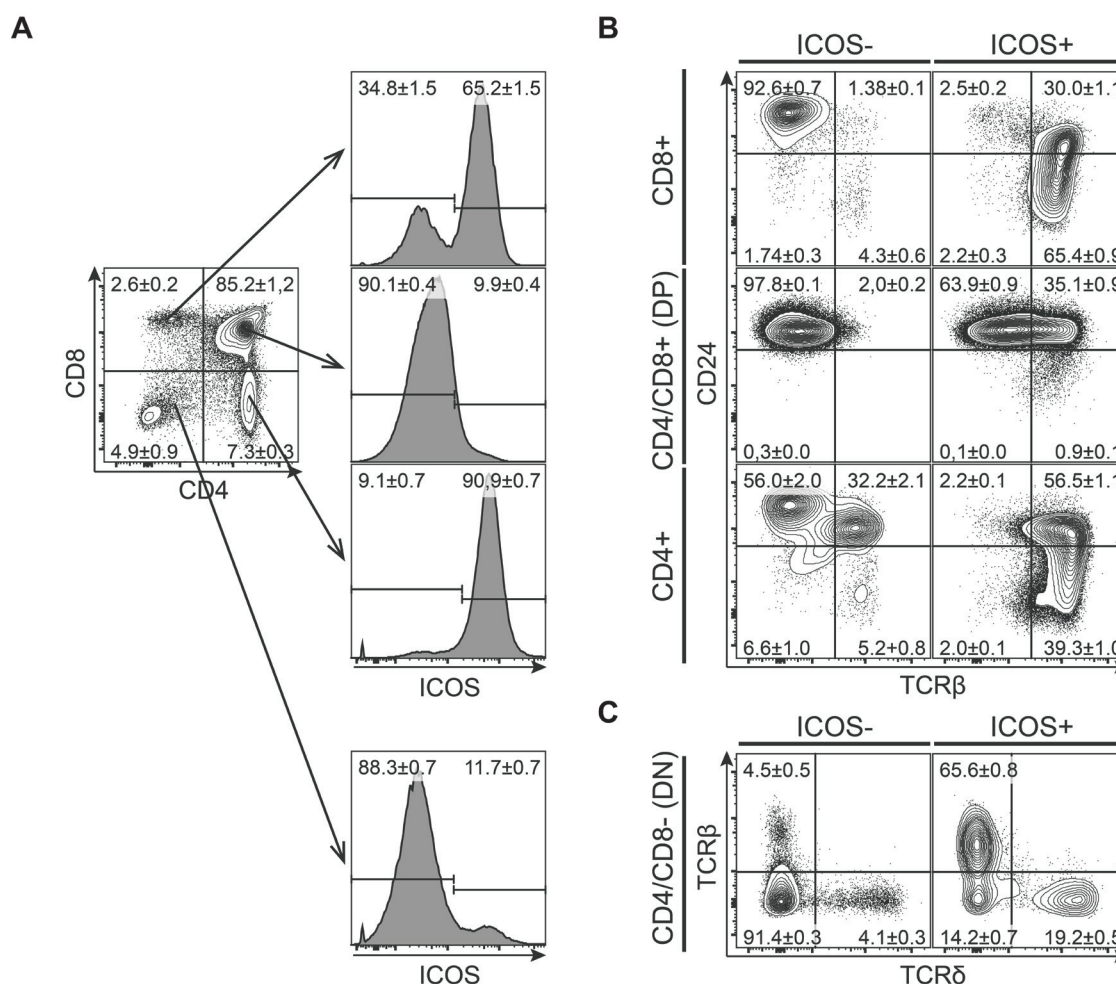 A
34.8±1.5 65.2±1.5
2.6±0.2 85.2±1,2
CD8
4.9±0.9 7.3±0.3
CD4
90.1±0.4 9.9±0.4
9.1±0.7 90,9±0.7
ICOS
88.3±0.7 11.7±0.7
ICOS
B
ICOS- ICOS+
CD8+
92.6±0.7 1.38±0.1 2.5±0.2 30.0±1.1
1.74±0.3 4.3±0.6 2.2±0.3 65.4±0.9
CD4/CD8+ (DP)
97.8±0.1 2,0±0.2 63.9±0.9 35.1±0.9
CD24
0,3±0.0 0,1±0.0 0.9±0.1
CD4+
56.0±2.0 32.2±2.1 2.2±0.1 56.5±1.1
6.6±1.0 5.2+0.8 2.0±0.1 39.3±1.0
TCRβ
C
ICOS- ICOS+
CD4/CD8- (DN)
TCRβ
4.5±0.5 65.6±0.8
91.4±0.3 4.1±0.3 14.2±0.7 19.2±0.5
TCRδ